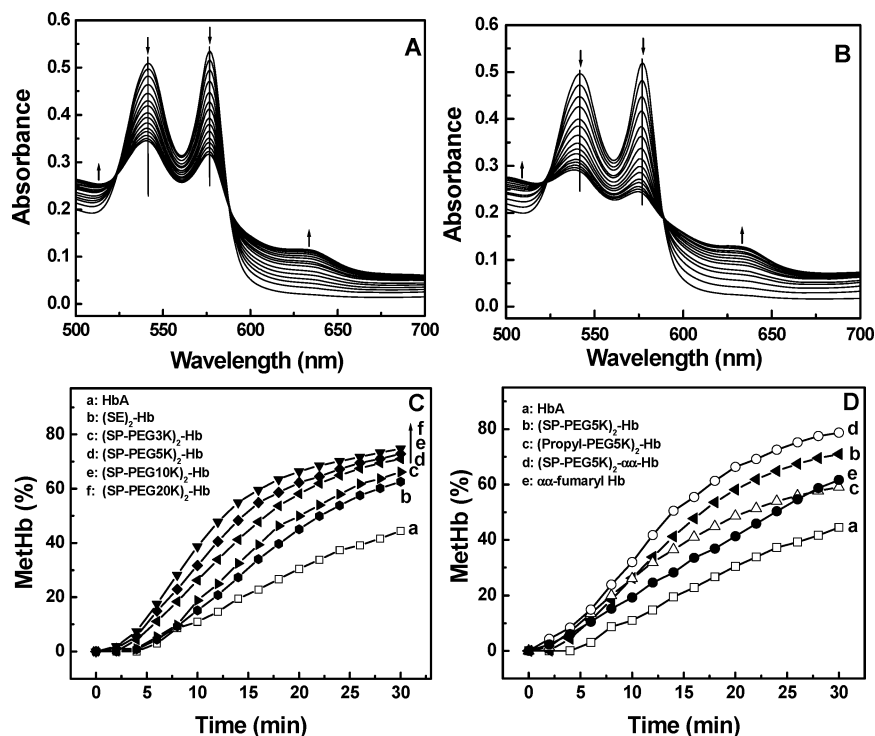 A
0.6
0.5
0.4
0.3
0.2
0.1
0.0
Absorbance
500 550 600 650 700
Wavelength (nm)
B
0.6
0.5
0.4
0.3
0.2
0.1
0.0
Absorbance
500 550 600 650 700
Wavelength (nm)
C
a: HbA
b: (SE)2-Hb
c: (SP-PEG3K)2-Hb
d: (SP-PEG5K)2-Hb
e: (SP-PEG10K)2-Hb
f: (SP-PEG20K)2-Hb
f
e
d
c
b
a
80
60
40
20
0
MetHb (%)
0 5 10 15 20 25 30
Time (min)
D
a: HbA
b: (SP-PEG5K)2-Hb
c: (Propyl-PEG5K)2-Hb
d: (SP-PEG5K)2-αα-Hb
e: αα-fumaryl Hb
d
b
e
c
a
80
60
40
20
0
MetHb (%)
0 5 10 15 20 25 30
Time (min)